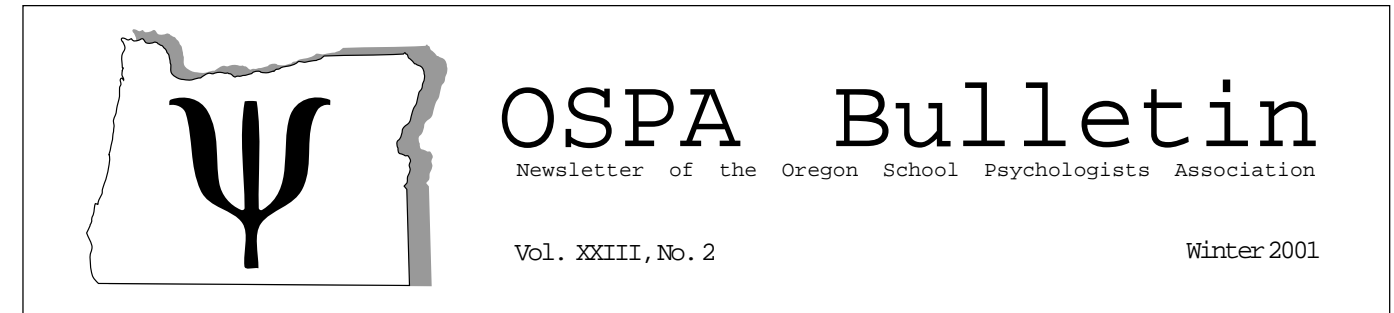 Ψ
OSPA Bulletin
Newsletter of the Oregon School Psychologists Association
Vol. XXIII, No. 2
Winter 2001